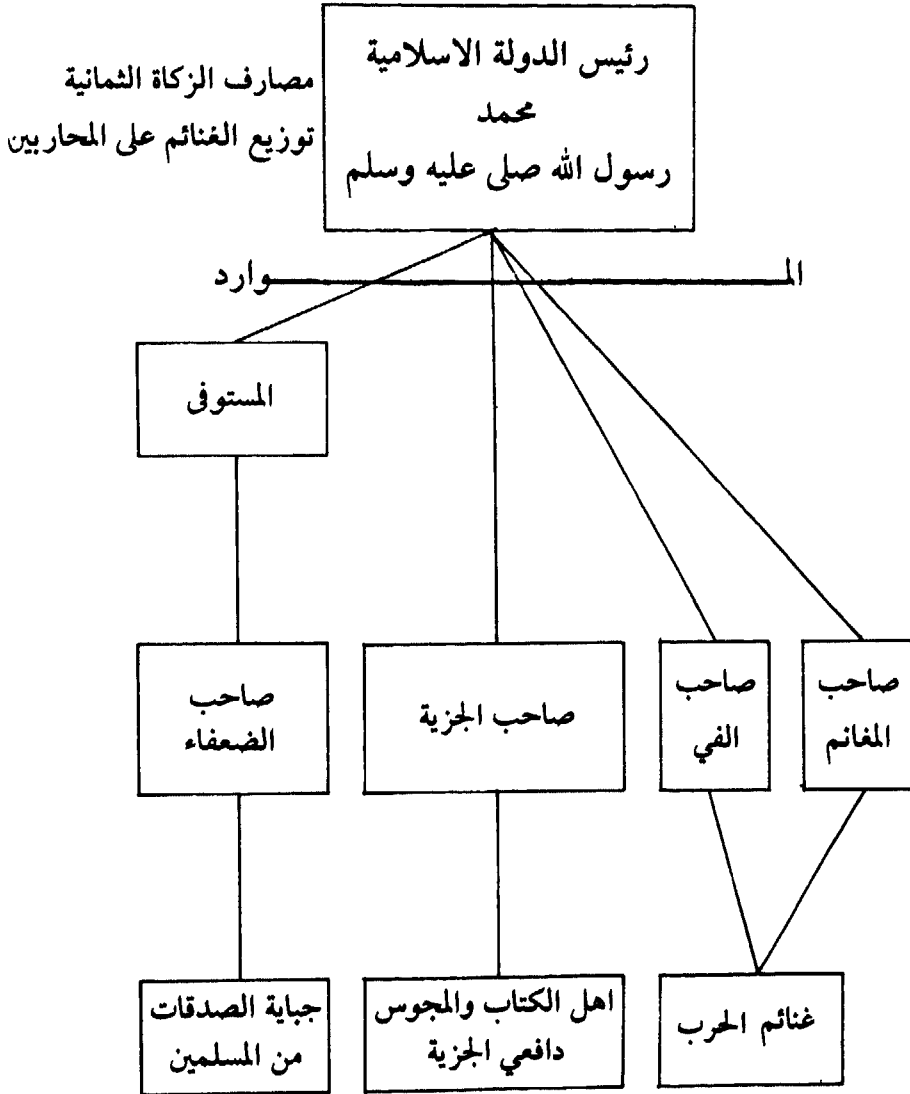 رئيس الدولة الاسلامية
محمد
رسول الله صلى عليه وسلم
مصارف الزكاة الثمانية
توزيع الغنائم على المحاربين
المـــوارد
صاحب
المغانم
صاحب
الفي
صاحب الجزية
المستوفى
صاحب
الضعفاء
غنائم الحرب
اهل الكتاب والمجوس
دافعي الجزية
جباية الصدقات
من المسلمين